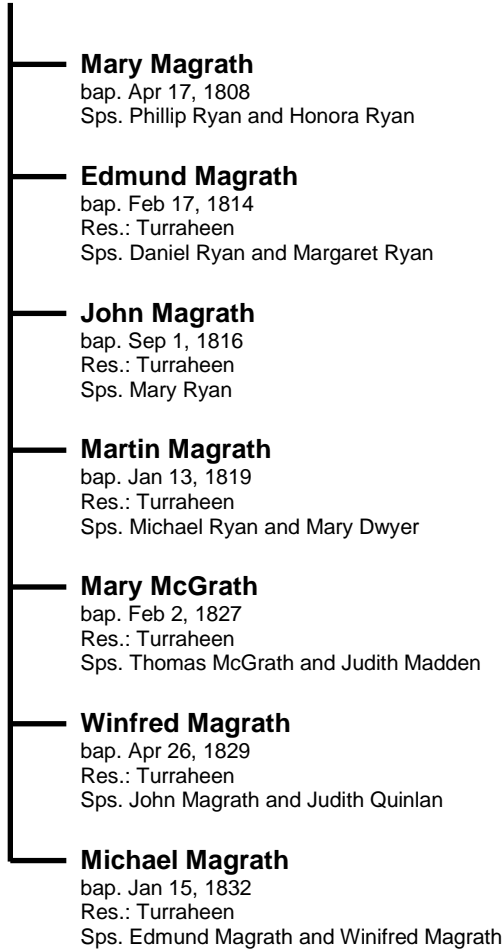 Mary Magrath
bap. Apr 17, 1808
Sps. Phillip Ryan and Honora Ryan
Edmund Magrath
bap. Feb 17, 1814
Res.: Turraheen
Sps. Daniel Ryan and Margaret Ryan
John Magrath
bap. Sep 1, 1816
Res.: Turraheen
Sps. Mary Ryan
Martin Magrath
bap. Jan 13, 1819
Res.: Turraheen
Sps. Michael Ryan and Mary Dwyer
Mary McGrath
bap. Feb 2, 1827
Res.: Turraheen
Sps. Thomas McGrath and Judith Madden
Winfred Magrath
bap. Apr 26, 1829
Res.: Turraheen
Sps. John Magrath and Judith Quinlan
Michael Magrath
bap. Jan 15, 1832
Res.: Turraheen
Sps. Edmund Magrath and Winifred Magrath